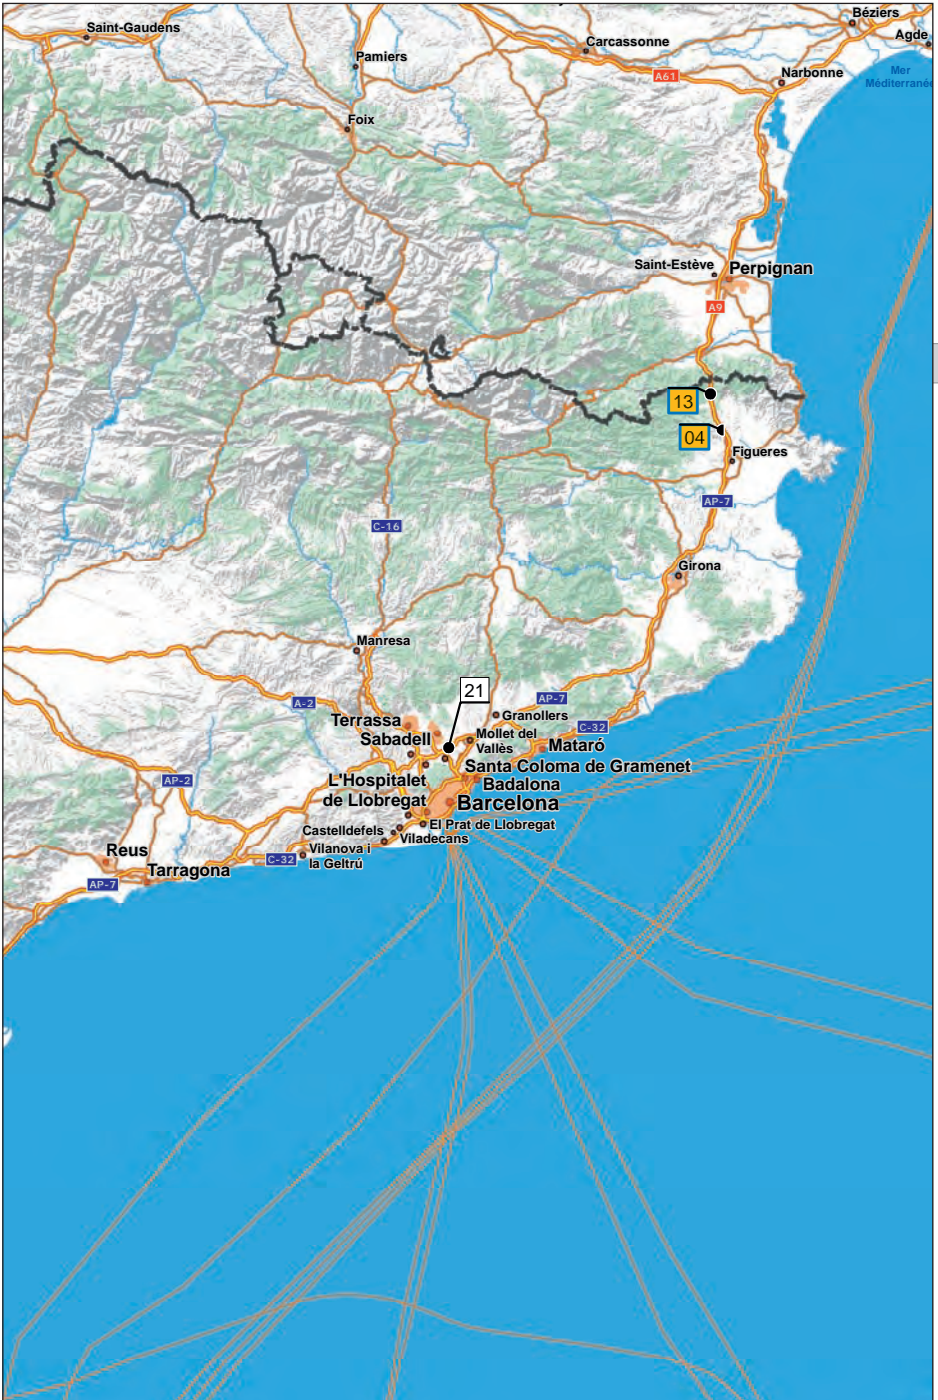 Béziers
Saint-Gaudens
Agde
Carcassonne
Pamiers
Mer
Méditerranée
A61
Narbonne
Foix
Saint-Estève
Perpignan
A9
13
04
Figueres
AP-7
C-16
Girona
Manresa
21
A-2
AP-7
Granollers
Terrassa
C-32
Sabadell
Mollet del
Vallès
Mataró
Santa Coloma de Gramenet
AP-2
L'Hospitalet
de Llobregat
Badalona
Barcelona
El Prat de Llobregat
Castelldefels
Viladecans
Vilanova i
la Geltrú
Reus
C-32
Tarragona
AP-7